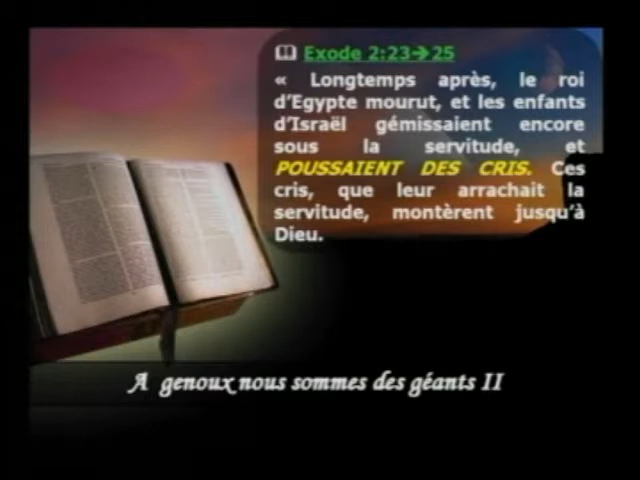 Exode 2:23→25
« Longtemps après, le roi
d'Egypte mourut, et les enfants
d'Israël gémissaient encore
sous la servitude, et
POUSSAIENT DES CRIS. Ces
cris, que leur arrachait la
servitude, montèrent jusqu'à
Dieu.
A genoux nous sommes des géants II